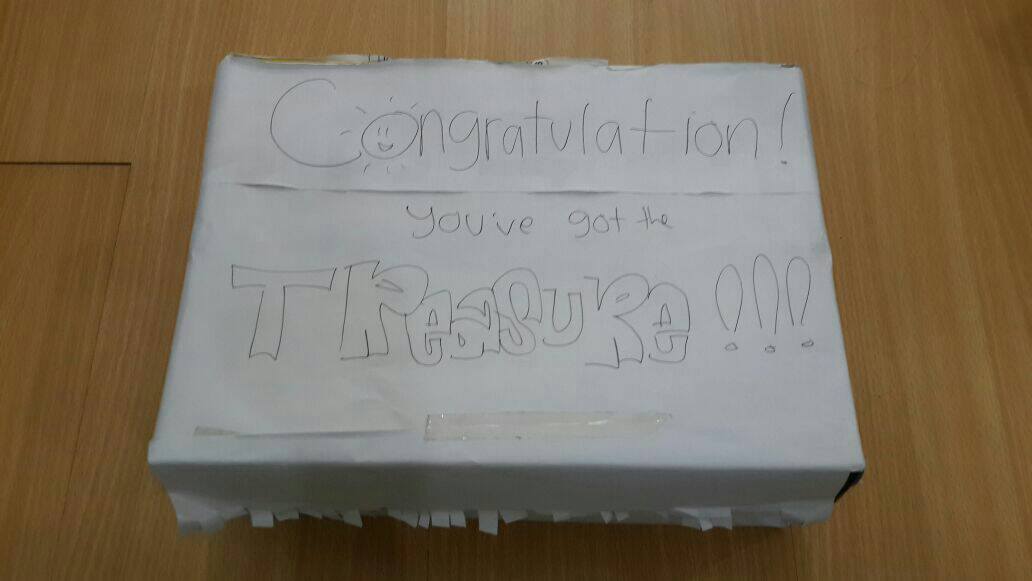 Congratulation!
you've got the
TReasuRe!!!